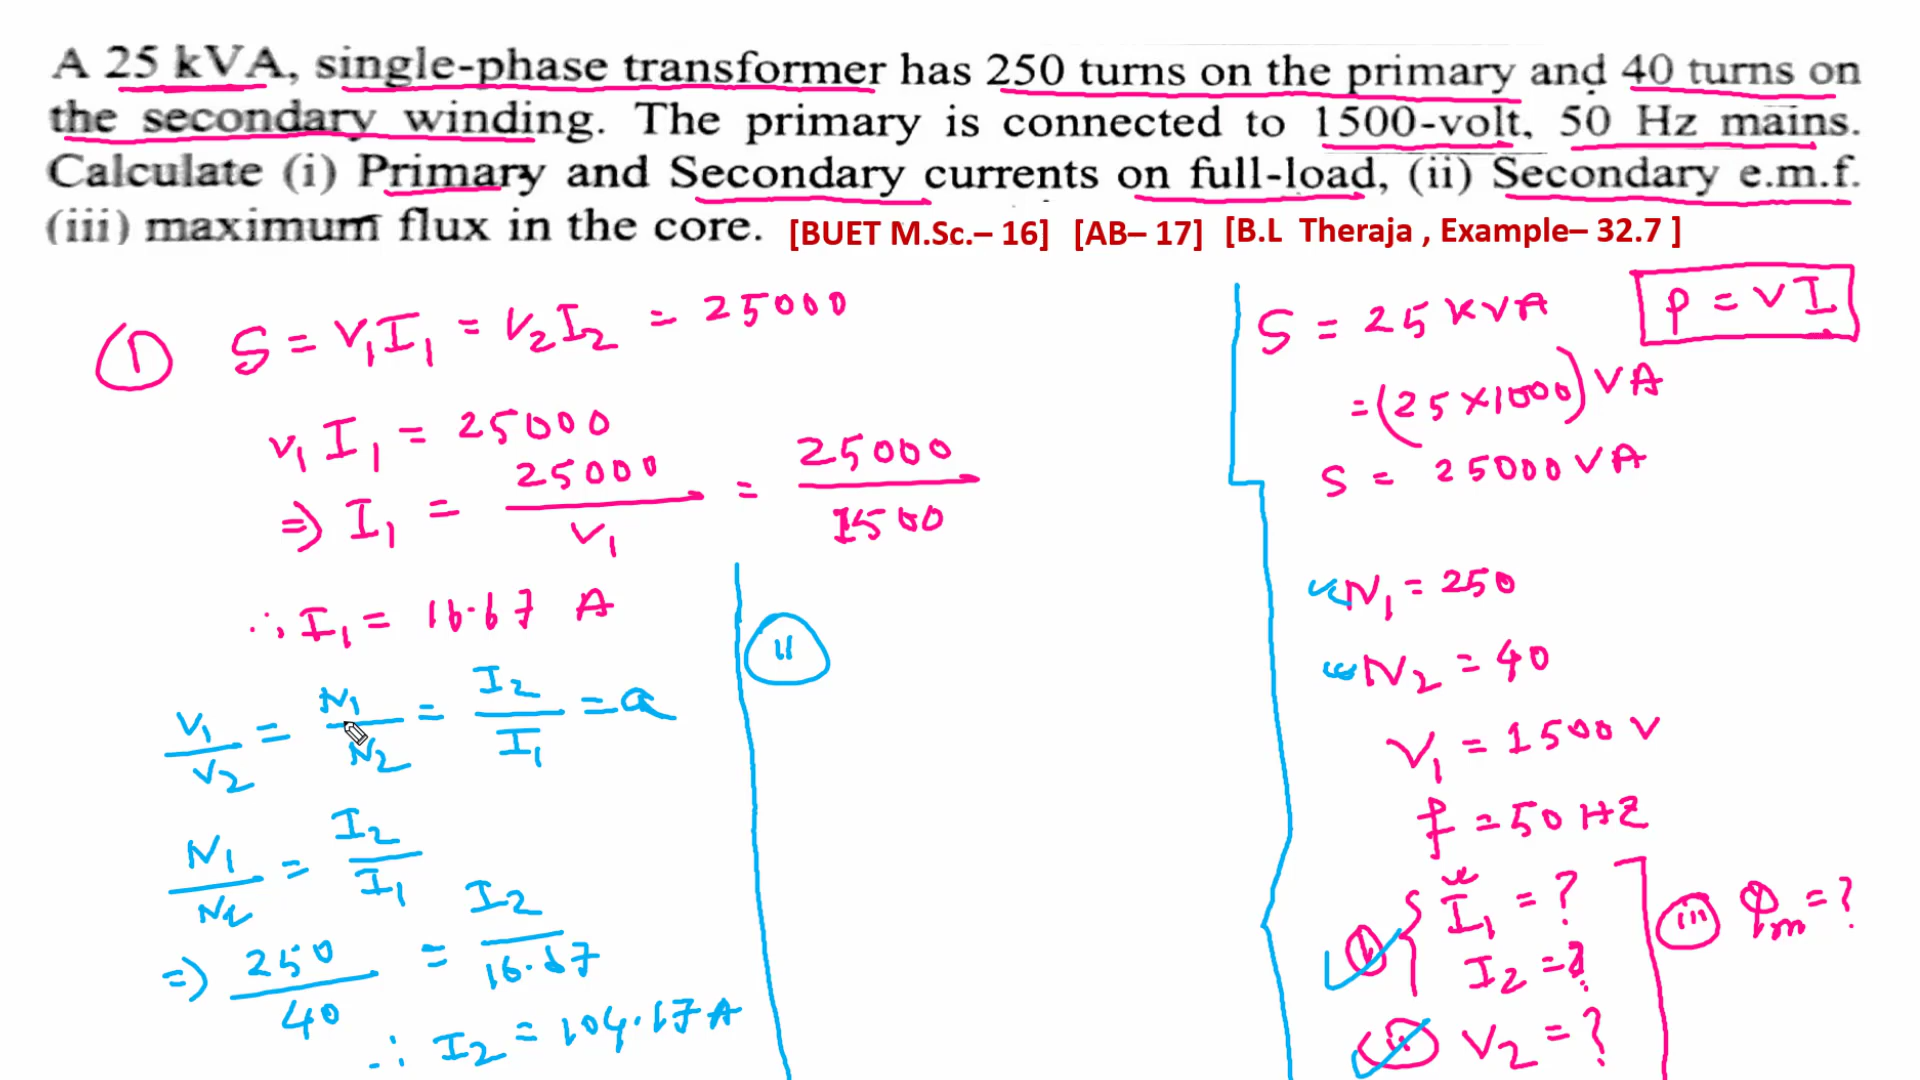 A 25 kVA, single-phase transformer has 250 turns on the primary and 40 turns on
the secondary winding. The primary is connected to 1500-volt, 50 Hz mains.
Calculate (i) Primary and Secondary currents on full-load, (ii) Secondary e.m.f.
(iii) maximum flux in the core. [BUET M.Sc.– 16] [AB– 17] [B.L Theraja , Example– 32.7 ]
(i) S = V₁I₁ = V₂I₂ = 25000
V₁ I₁ = 25000
⇒ I₁ = 25000 / V₁ = 25000 / 1500
∴ I₁ = 16.67 A
V₁ / V₂ = N₁ / N₂ = I₂ / I₁ = a
N₁ / N₂ = I₂ / I₁
⇒ 250 / 40 = I₂ / 16.67
∴ I₂ = 104.17 A
(ii)
S = 25 KVA
P = VI
= (25×1000) VA
S = 25000 VA
N₁ = 250
N₂ = 40
V₁ = 1500 V
f = 50 HZ
(i) I₁ = ?
I₂ = ?
(ii) V₂ = ?
(iii) φm = ?